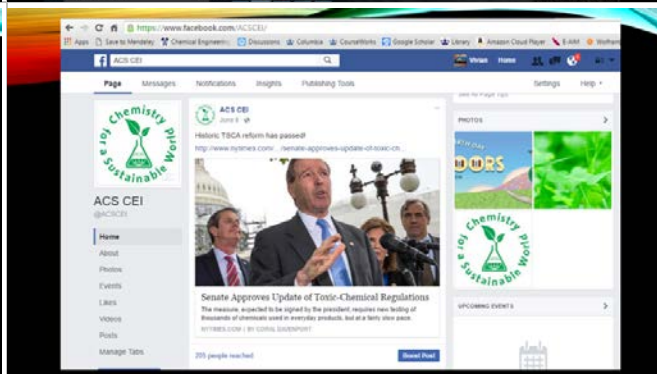 https://www.facebook.com/ACSCEI/
Apps Save to Mendeley Chemical Engineering Discussions Columbia CourseWorks Google Scholar Library Amazon Cloud Player E-AIM
ACS CEI Vivian Home
Page Messages Notifications Insights Publishing Tools Settings Help
Chemistry for a Sustainable World
ACS CEI
@ACSCEI
Home
About
Photos
Events
Likes
Videos
Posts
Manage Tabs
ACS CEI
Historic TSCA reform has passed!
http://www.nytimes.com/.../senate-approves-update-of-toxic-ch...
Senate Approves Update of Toxic-Chemical Regulations
The measure, expected to be signed by the president, requires new testing of
thousands of chemicals used in everyday products, but at a fairly slow pace.
NYTIMES.COM | BY CORAL DAVENPORT
205 people reached Boost Post
PHOTOS
Chemistry for a Sustainable World
UPCOMING EVENTS